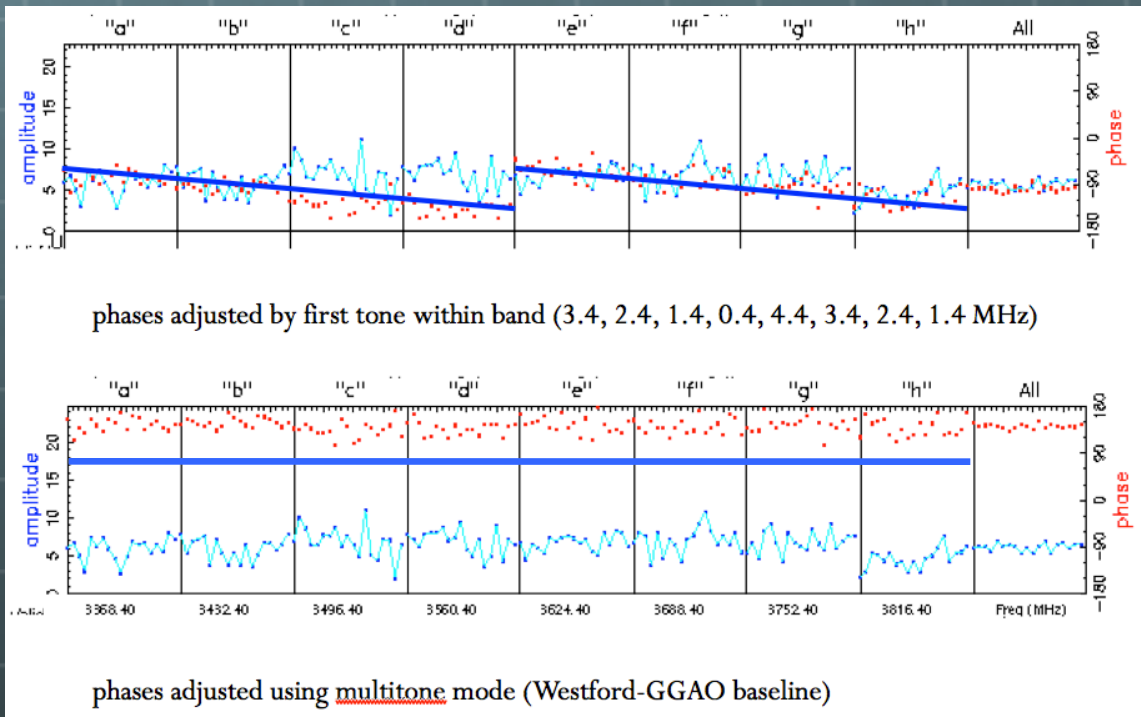 "a" "b" "c" "d" "e" "f" "g" "h" All
amplitude
20
15
10
5
0
180
90
0
-90
-180
phase
phases adjusted by first tone within band (3.4, 2.4, 1.4, 0.4, 4.4, 3.4, 2.4, 1.4 MHz)
"a" "b" "c" "d" "e" "f" "g" "h" All
amplitude
20
15
10
5
180
90
0
-90
-180
phase
3368.40 3432.40 3496.40 3560.40 3624.40 3688.40 3752.40 3816.40 Freq (MHz)
phases adjusted using multitone mode (Westford-GGAO baseline)